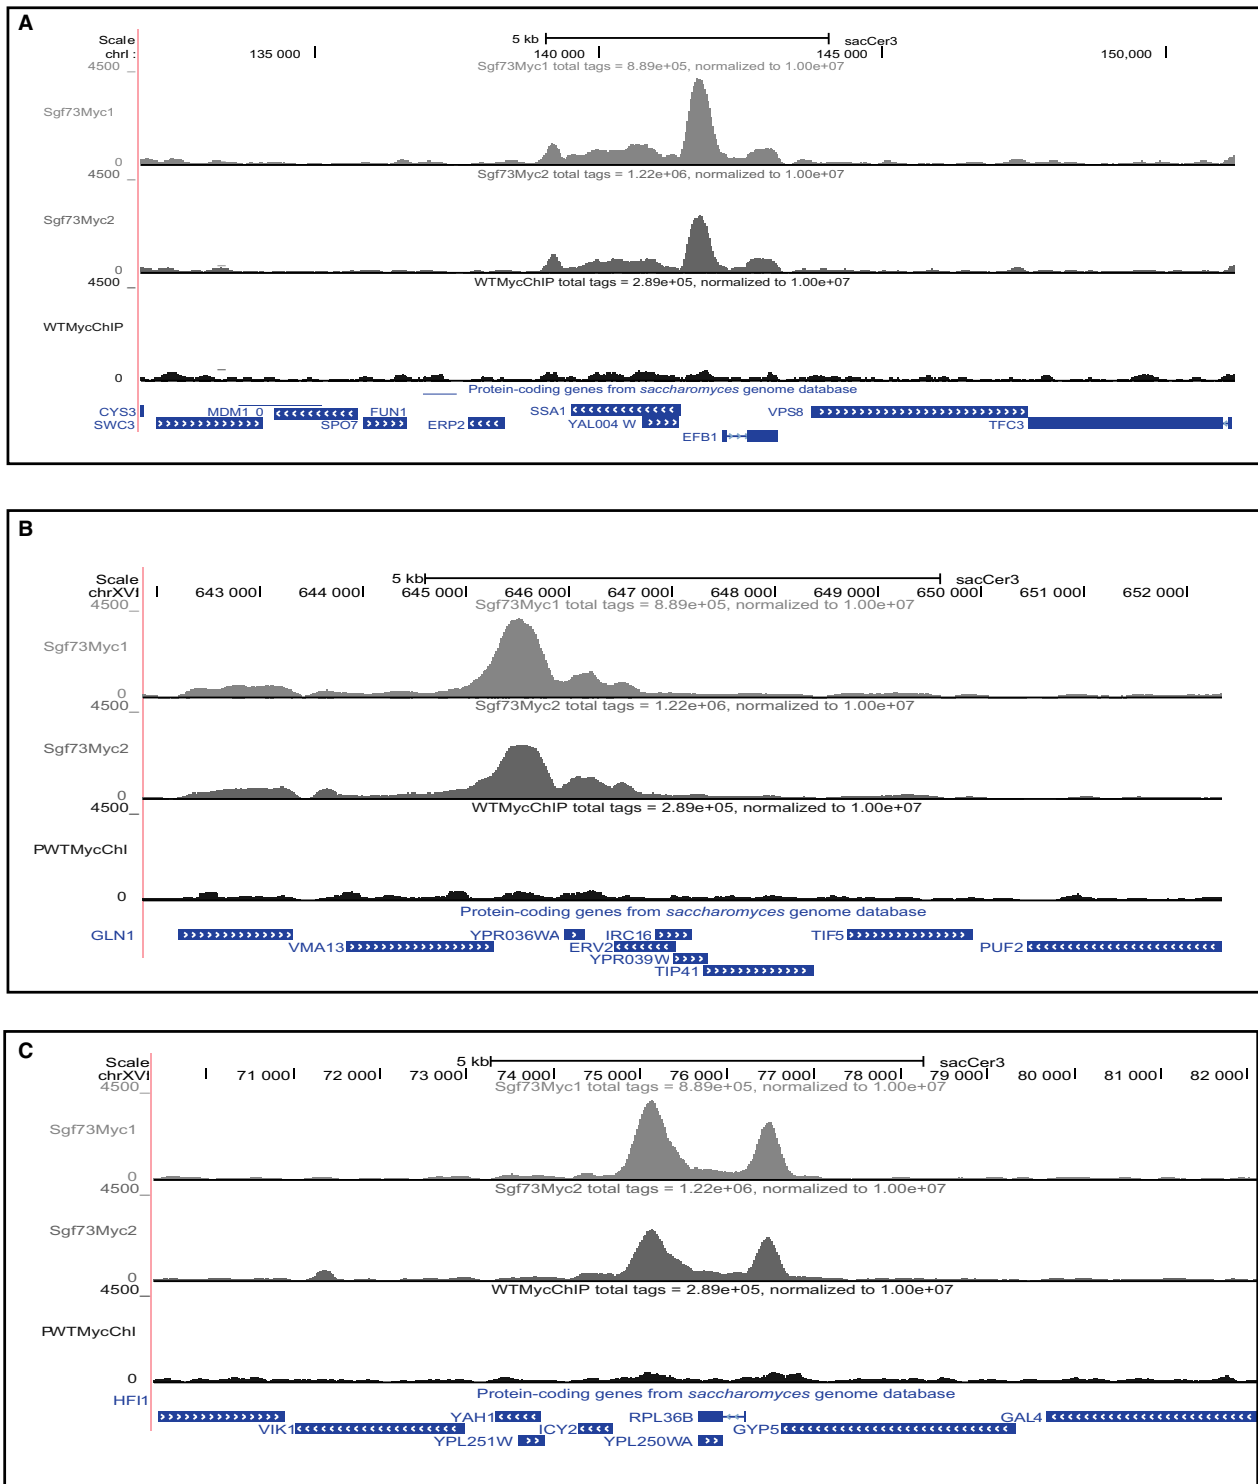 A
Scale
5 kb
sacCer3
chrI :
135 000
140 000
145 000
150,000
4500
Sgf73Myc1 total tags = 8.89e+05, normalized to 1.00e+07
Sgf73Myc1
0
4500
Sgf73Myc2 total tags = 1.22e+06, normalized to 1.00e+07
Sgf73Myc2
0
4500
WTMycChIP total tags = 2.89e+05, normalized to 1.00e+07
WTMycChIP
0
Protein-coding genes from saccharomyces genome database
CYS3 MDM1 0 FUN1 SSA1 VPS8
SWC3 SPO7 ERP2 YAL004 W TFC3
EFB1
B
Scale
5 kb
sacCer3
chrXVI
643 000 644 000 645 000 646 000 647 000 648 000 649 000 650 000 651 000 652 000
4500
Sgf73Myc1 total tags = 8.89e+05, normalized to 1.00e+07
Sgf73Myc1
0
4500
Sgf73Myc2 total tags = 1.22e+06, normalized to 1.00e+07
Sgf73Myc2
0
4500
WTMycChIP total tags = 2.89e+05, normalized to 1.00e+07
PWTMycChI
0
Protein-coding genes from saccharomyces genome database
GLN1 YPR036WA IRC16 TIF5
VMA13 ERV2 PUF2
YPR039W
TIP41
C
Scale
5 kb
sacCer3
chrXVI
71 000 72 000 73 000 74 000 75 000 76 000 77 000 78 000 79 000 80 000 81 000 82 000
4500
Sgf73Myc1 total tags = 8.89e+05, normalized to 1.00e+07
Sgf73Myc1
0
4500
Sgf73Myc2 total tags = 1.22e+06, normalized to 1.00e+07
Sgf73Myc2
0
4500
WTMycChIP total tags = 2.89e+05, normalized to 1.00e+07
PWTMycChI
0
Protein-coding genes from saccharomyces genome database
HFI1
YAH1 RPL36B GAL4
VIK1 ICY2 GYP5
YPL251W YPL250WA